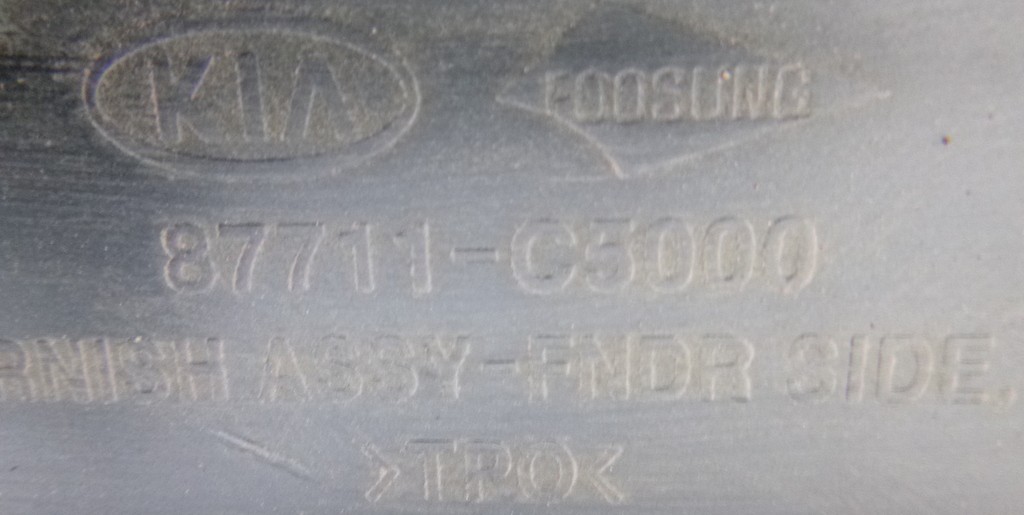 KIA FOOSUNG
87711-C5000
RNISH ASSY-FNDR SIDE,
>TPO<